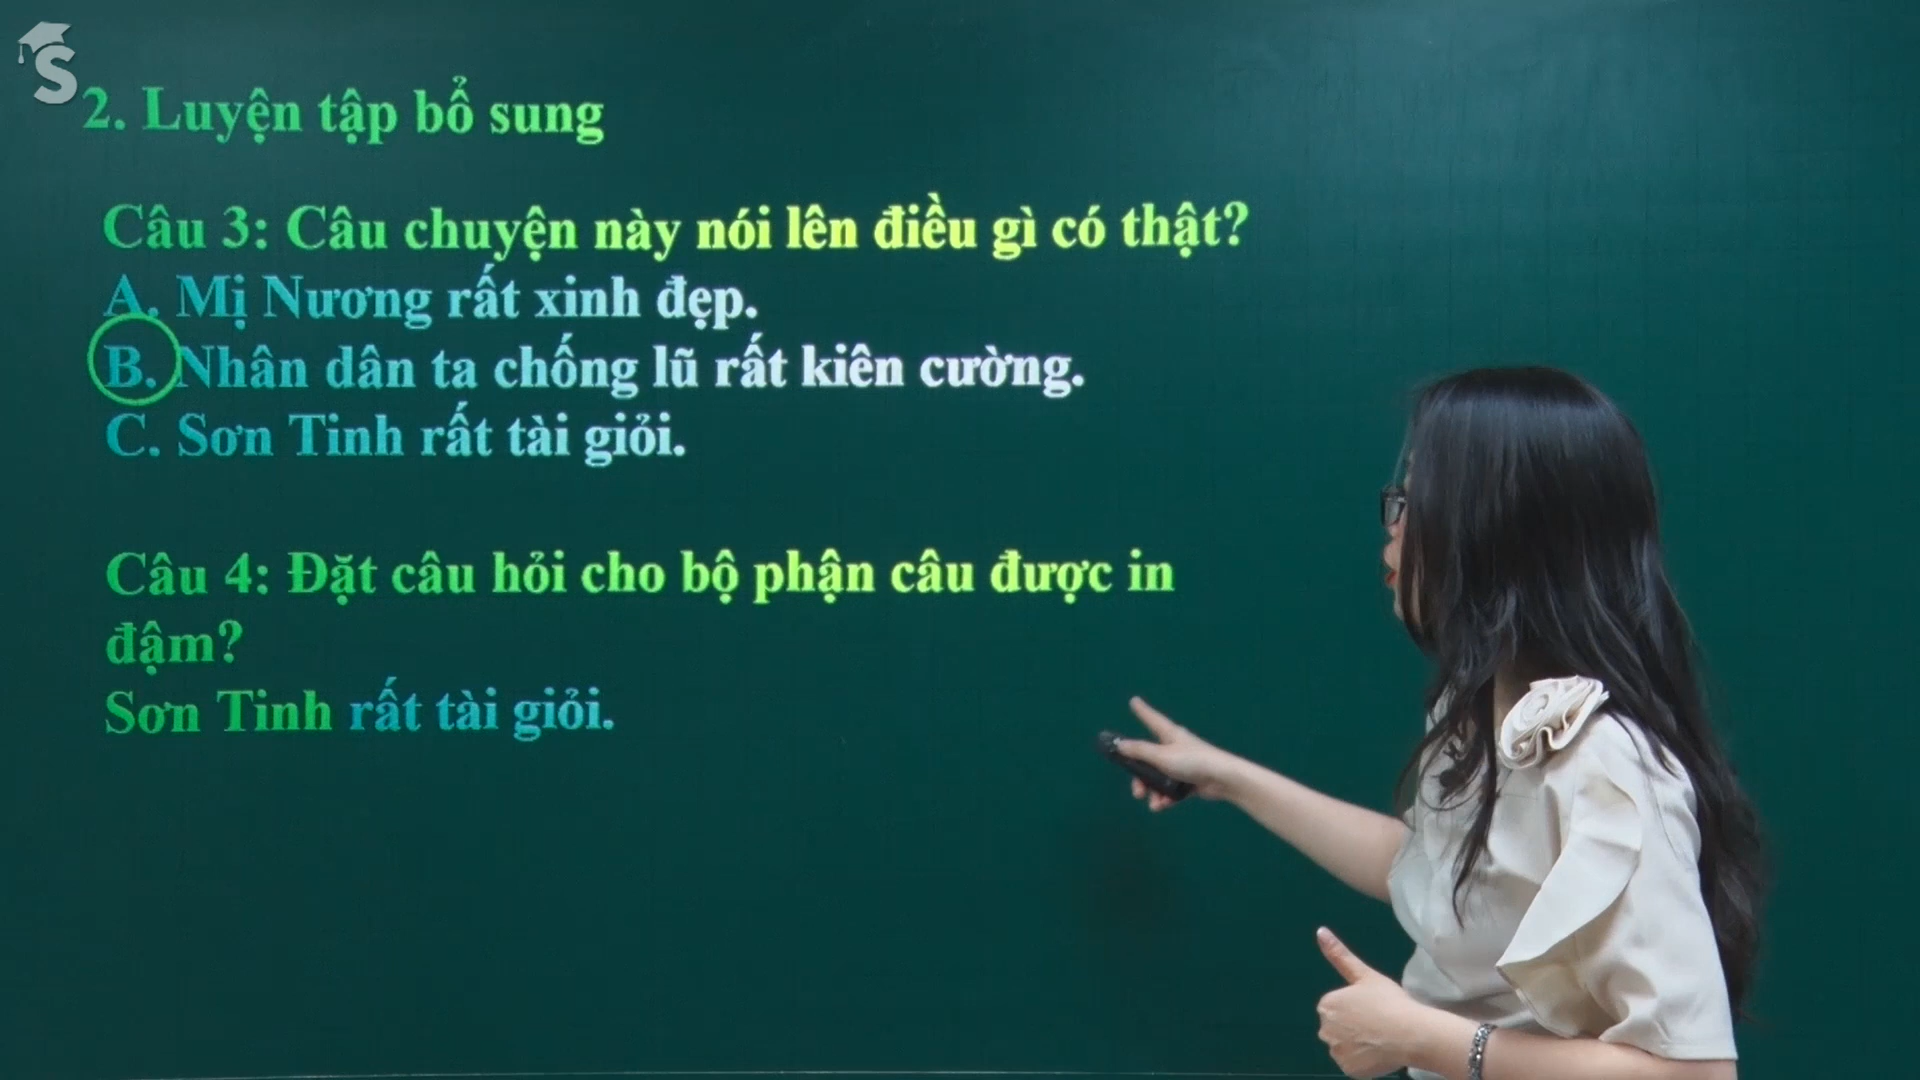 S
2. Luyện tập bổ sung
Câu 3: Câu chuyện này nói lên điều gì có thật?
A. Mị Nương rất xinh đẹp.
B. Nhân dân ta chống lũ rất kiên cường.
C. Sơn Tinh rất tài giỏi.
Câu 4: Đặt câu hỏi cho bộ phận câu được in
đậm?
Sơn Tinh rất tài giỏi.